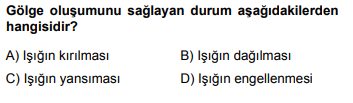 Gölge oluşumunu sağlayan durum aşağıdakilerden
hangisidir?
A) Işığın kırılması B) Işığın dağılması
C) Işığın yansıması D) Işığın engellenmesi